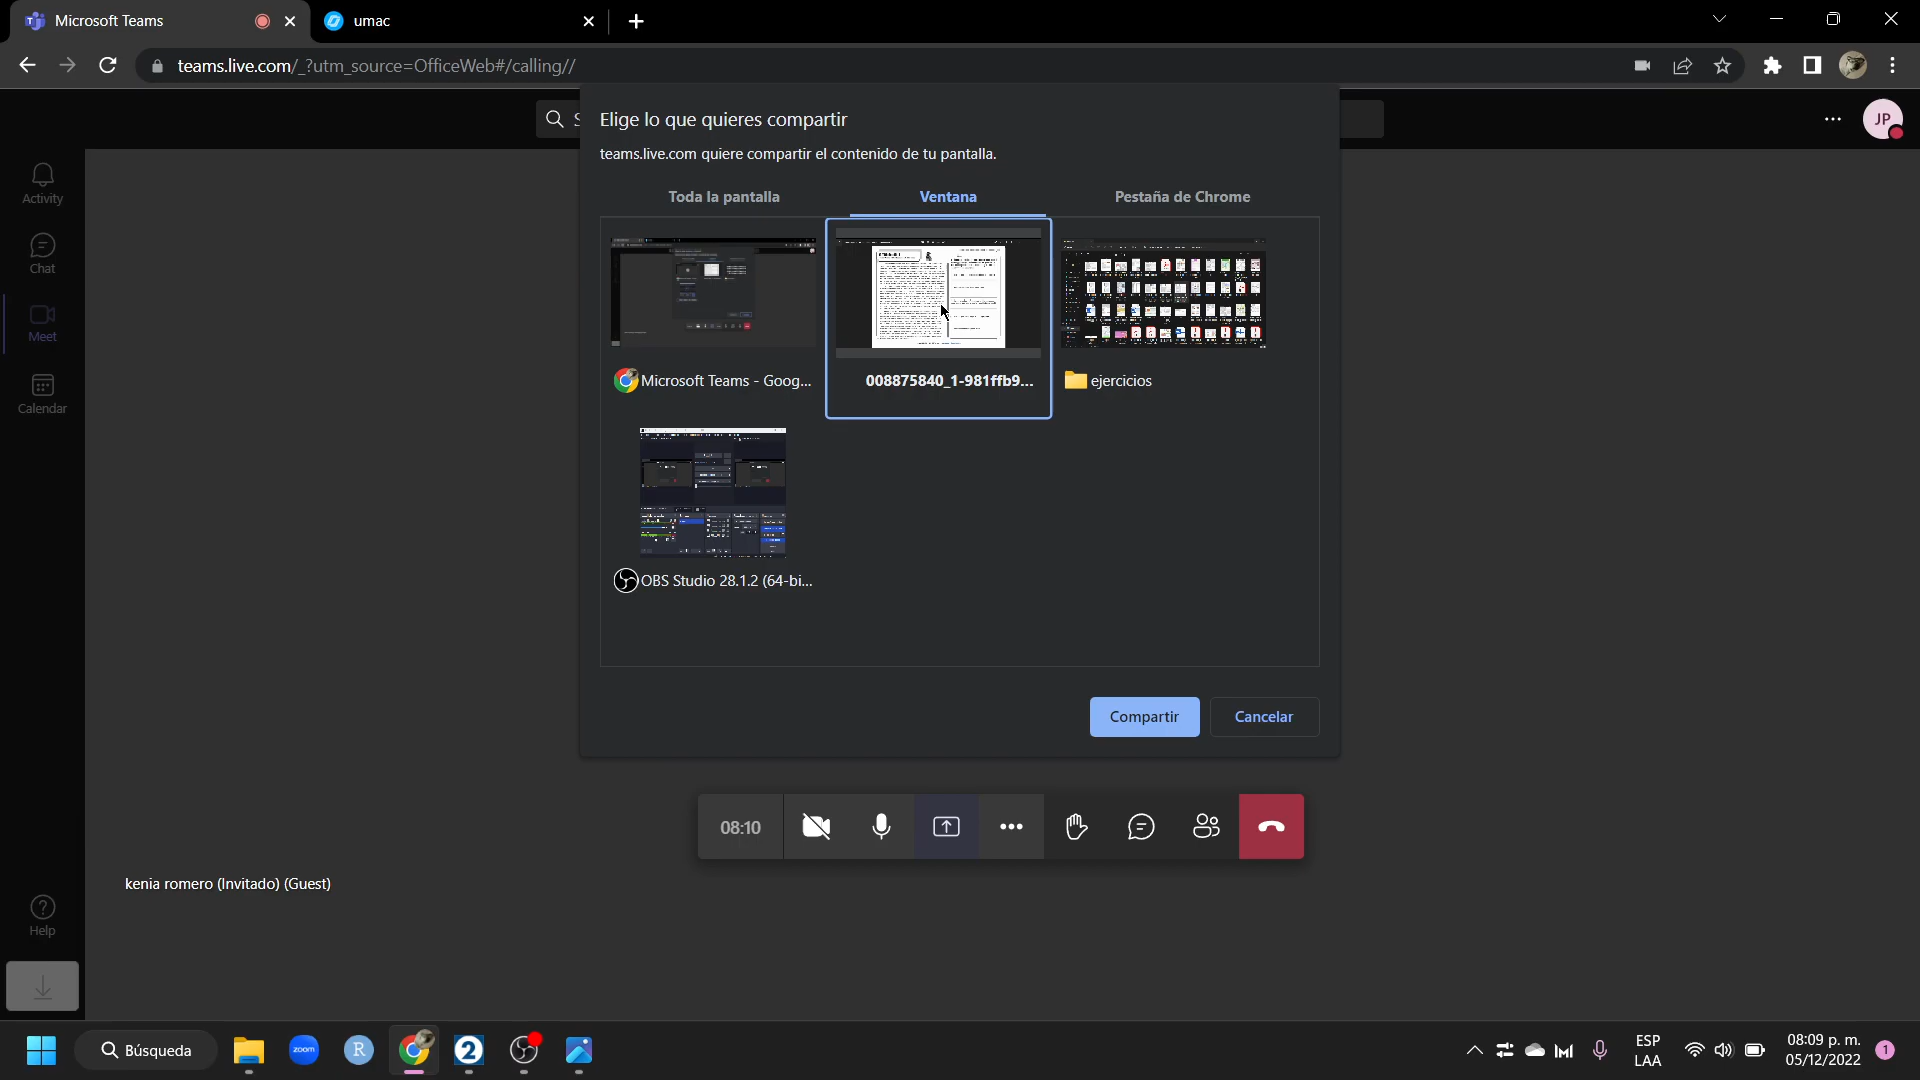 Microsoft Teams
umac
teams.live.com/_?utm_source=OfficeWeb#/calling//
Elige lo que quieres compartir
teams.live.com quiere compartir el contenido de tu pantalla.
JP
Toda la pantalla
Ventana
Pestaña de Chrome
Activity
Chat
Meet
Calendar
Microsoft Teams - Goog...
008875840_1-981ffb9...
ejercicios
OBS Studio 28.1.2 (64-bi...
Compartir
Cancelar
08:10
kenia romero (Invitado) (Guest)
Help
Búsqueda
zoom
R
2
ESP
LAA
08:09 p. m.
05/12/2022
1